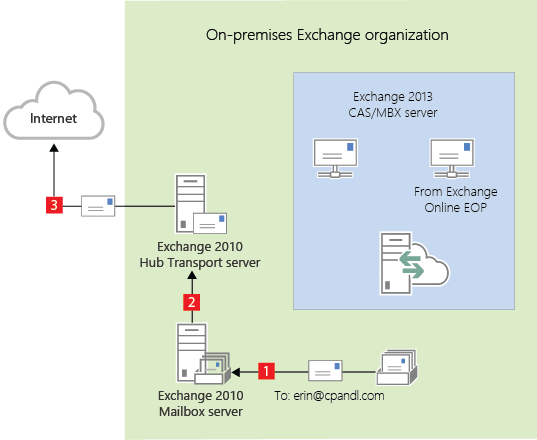 On-premises Exchange organization
Exchange 2013
CAS/MBX server
Internet
From Exchange
Online EOP
3
Exchange 2010
Hub Transport server
2
1
Exchange 2010
Mailbox server
To: erin@cpandl.com